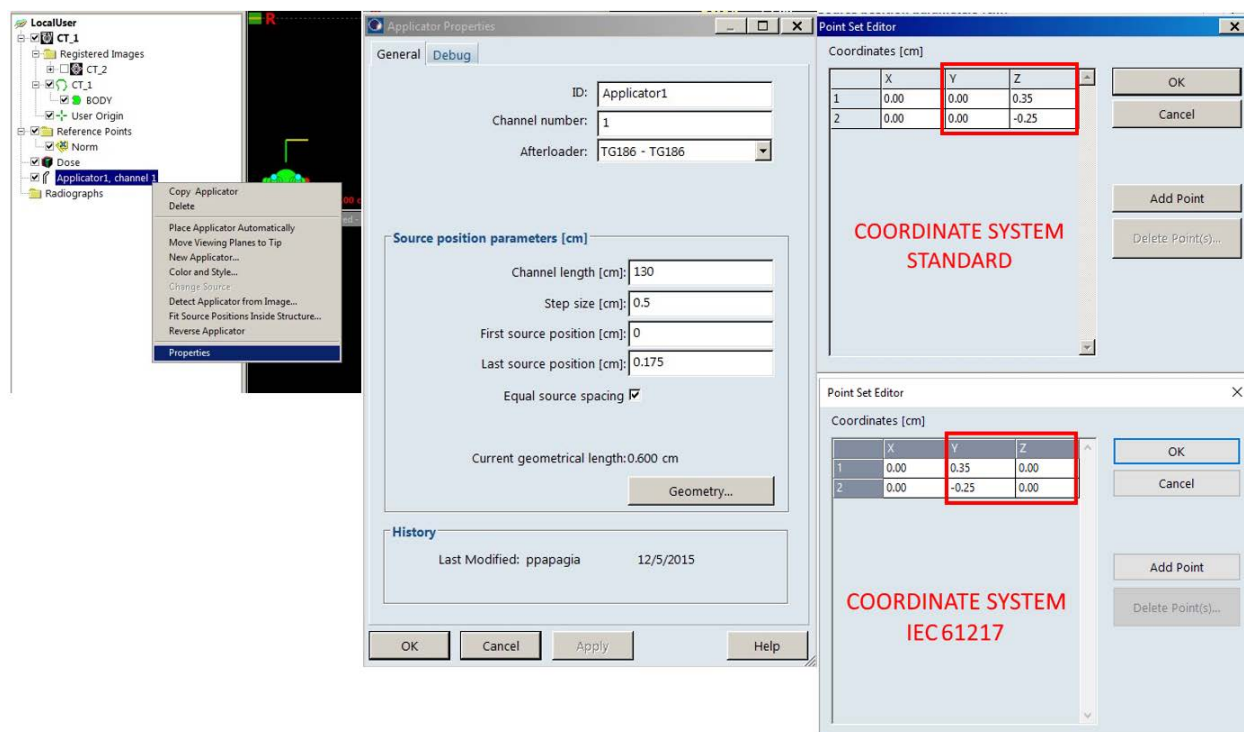 LocalUser
CT_1
Registered Images
CT_2
CT_1
BODY
User Origin
Reference Points
Norm
Dose
Applicator1, channel 1
Radiographs
R
Copy Applicator
Delete
Place Applicator Automatically
Move Viewing Planes to Tip
New Applicator...
Color and Style...
Change Source
Detect Applicator from Image...
Fit Source Positions Inside Structure...
Reverse Applicator
Properties
Applicator Properties
General Debug
ID: Applicator1
Channel number: 1
Afterloader: TG186 - TG186
Source position parameters [cm]
Channel length [cm]: 130
Step size [cm]: 0.5
First source position [cm]: 0
Last source position [cm]: 0.175
Equal source spacing
Current geometrical length: 0.600 cm
Geometry...
History
Last Modified: ppapagia 12/5/2015
OK Cancel Apply Help
Point Set Editor
Coordinates [cm]
X Y Z
1 0.00 0.00 0.35
2 0.00 0.00 -0.25
OK
Cancel
Add Point
Delete Point(s)...
COORDINATE SYSTEM
STANDARD
Point Set Editor
Coordinates [cm]
X Y Z
1 0.00 0.35 0.00
2 0.00 -0.25 0.00
OK
Cancel
Add Point
Delete Point(s)...
COORDINATE SYSTEM
IEC 61217